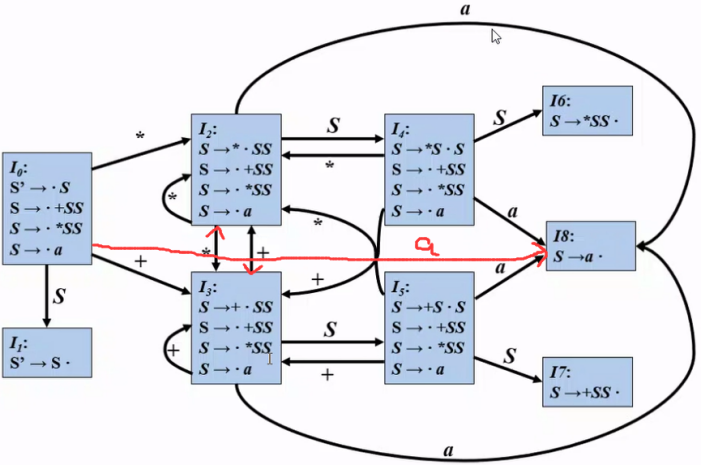 a
I6:
S →*SS ·
S
I2:
S →* · SS
S → · +SS
S → · *SS
S → · a
S
*
I4:
S →*S · S
S → · +SS
S → · *SS
S → · a
*
*
*
a
I0:
S’ → · S
S → · +SS
S → · *SS
S → · a
I8:
S →a ·
a
*
+
+
+
a
S
I3:
S →+ · SS
S → · +SS
S → · *SS
S → · a
+
S
+
I5:
S →+S · S
S → · +SS
S → · *SS
S → · a
S
I1:
S’ → S ·
I7:
S →+SS ·
a